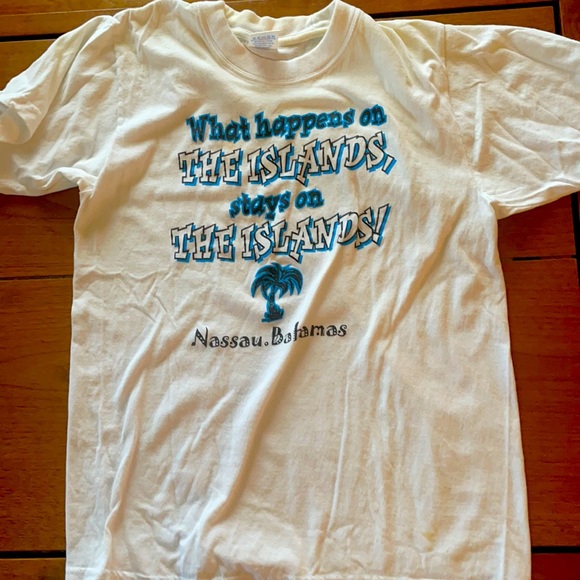 What happens on
THE ISLANDS,
stays on
THE ISLANDS!
Nassau. Bahamas